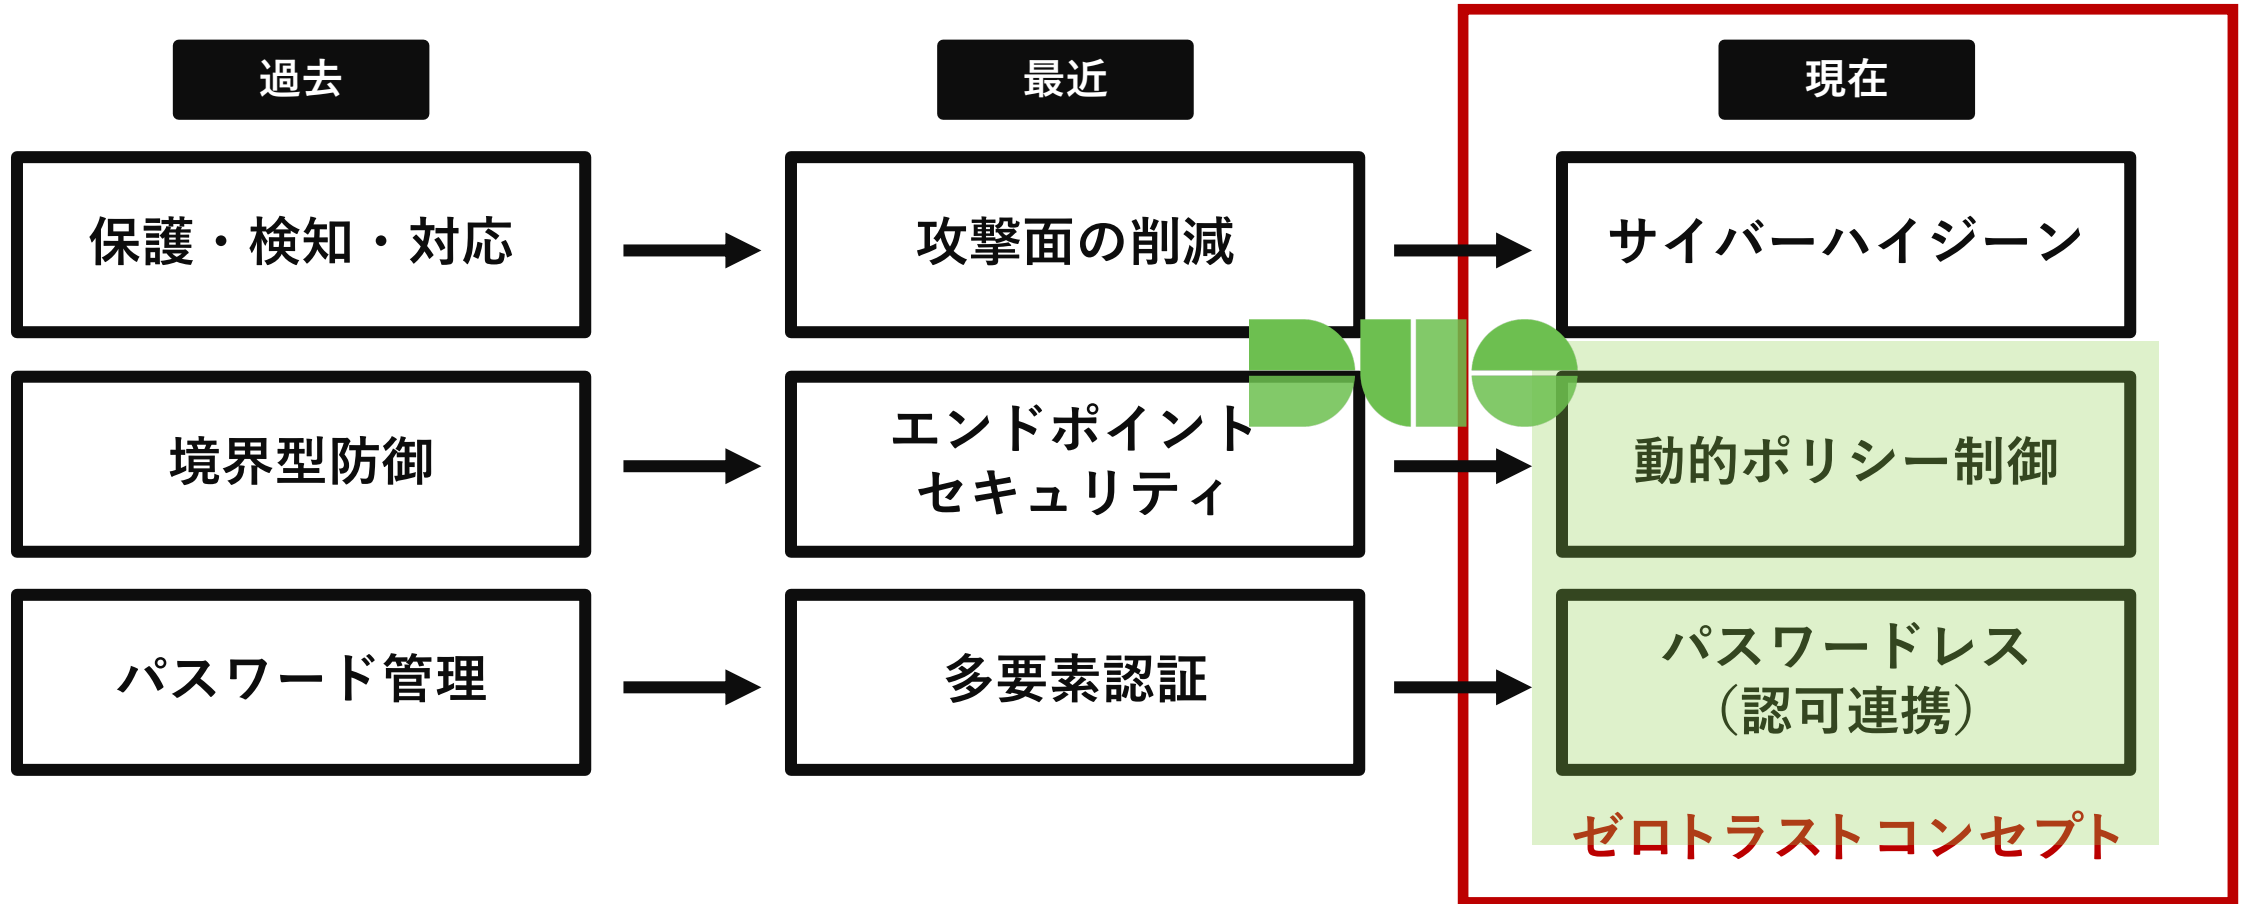 過去
最近
現在
保護・検知・対応
攻撃面の削減
サイバーハイジーン
DUO
境界型防御
エンドポイント
セキュリティ
動的ポリシー制御
パスワード管理
多要素認証
パスワードレス
（認可連携）
ゼロトラストコンセプト